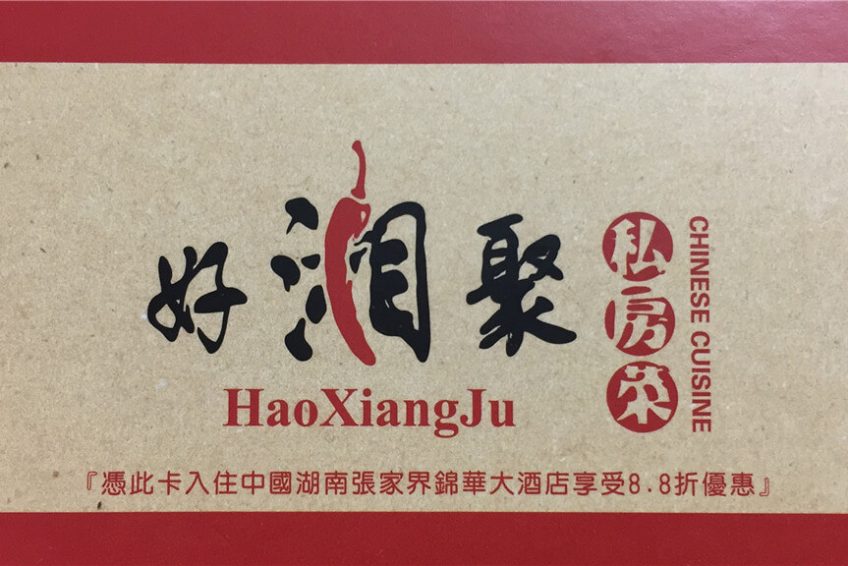 好湘聚
私房菜
CHINESE CUISINE
HaoXiangJu
『憑此卡入住中國湖南張家界錦華大酒店享受8.8折優惠』